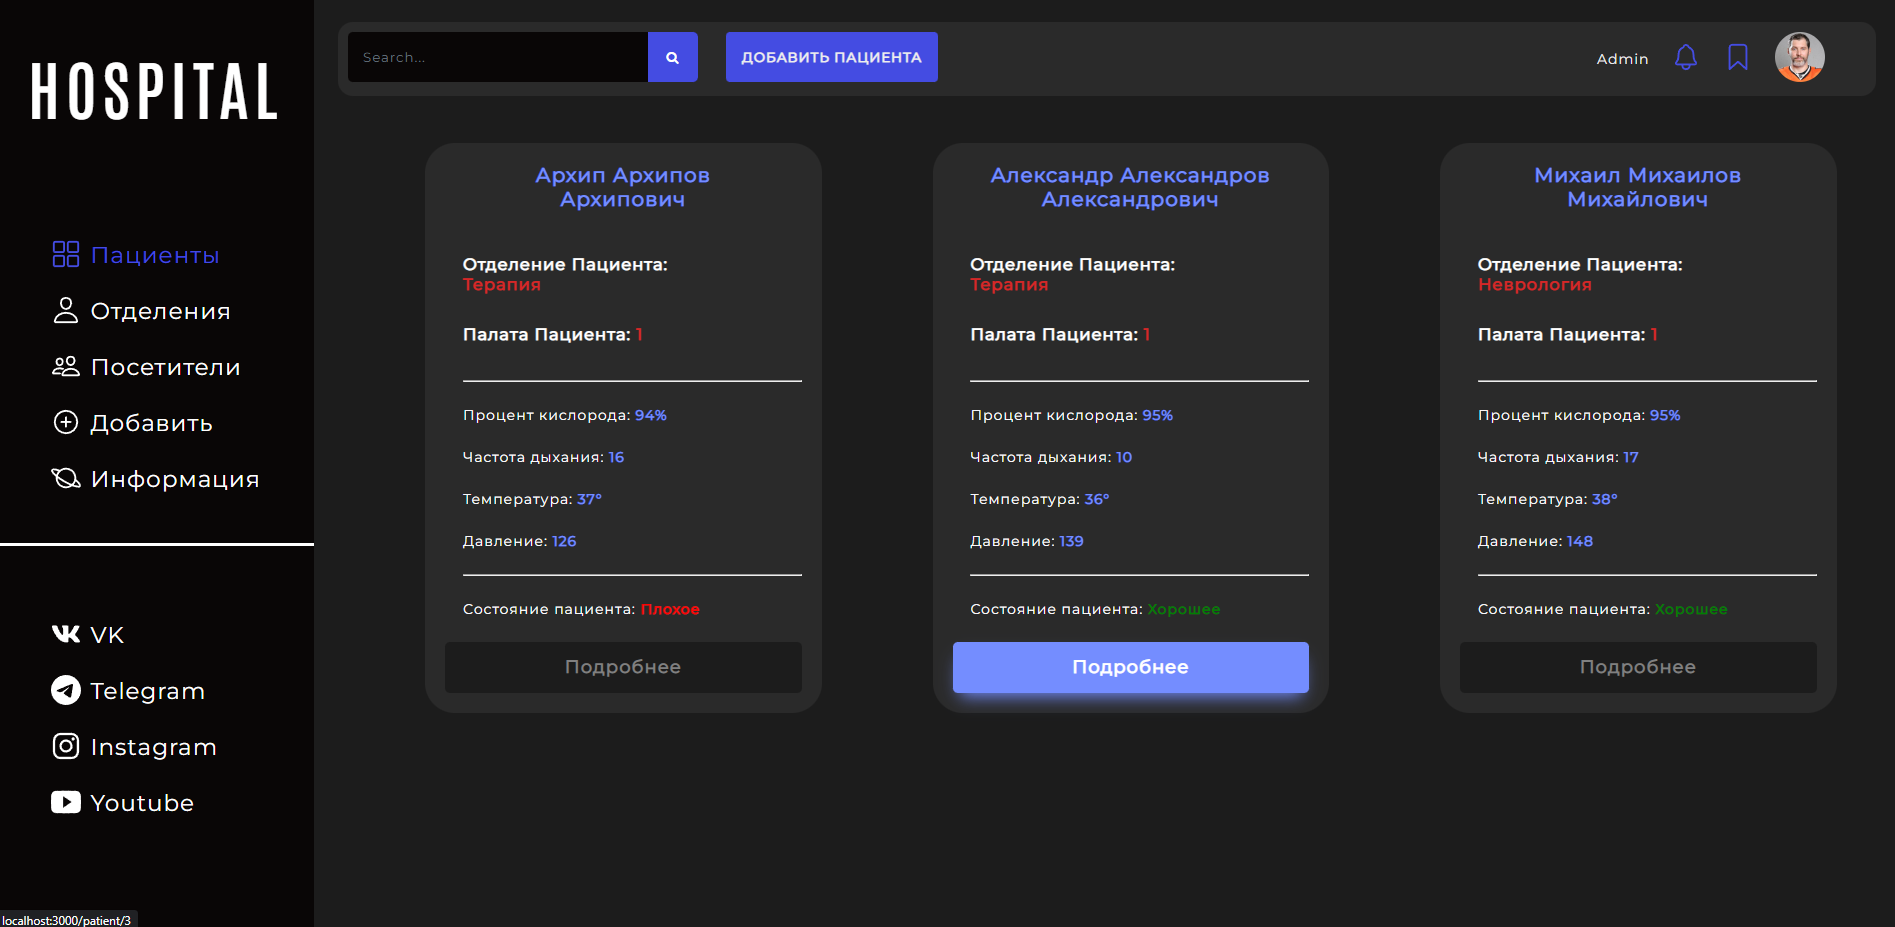 HOSPITAL
Пациенты
Отделения
Посетители
Добавить
Информация
VK
Telegram
Instagram
Youtube
localhost:3000/patient/3
Search...
ДОБАВИТЬ ПАЦИЕНТА
Admin
Архип Архипов
Архипович
Отделение Пациента:
Терапия
Палата Пациента: 1
Процент кислорода: 94%
Частота дыхания: 16
Температура: 37°
Давление: 126
Состояние пациента: Плохое
Подробнее
Александр Александров
Александрович
Отделение Пациента:
Терапия
Палата Пациента: 1
Процент кислорода: 95%
Частота дыхания: 10
Температура: 36°
Давление: 139
Состояние пациента: Хорошее
Подробнее
Михаил Михаилов
Михайлович
Отделение Пациента:
Неврология
Палата Пациента: 1
Процент кислорода: 95%
Частота дыхания: 17
Температура: 38°
Давление: 148
Состояние пациента: Хорошее
Подробнее